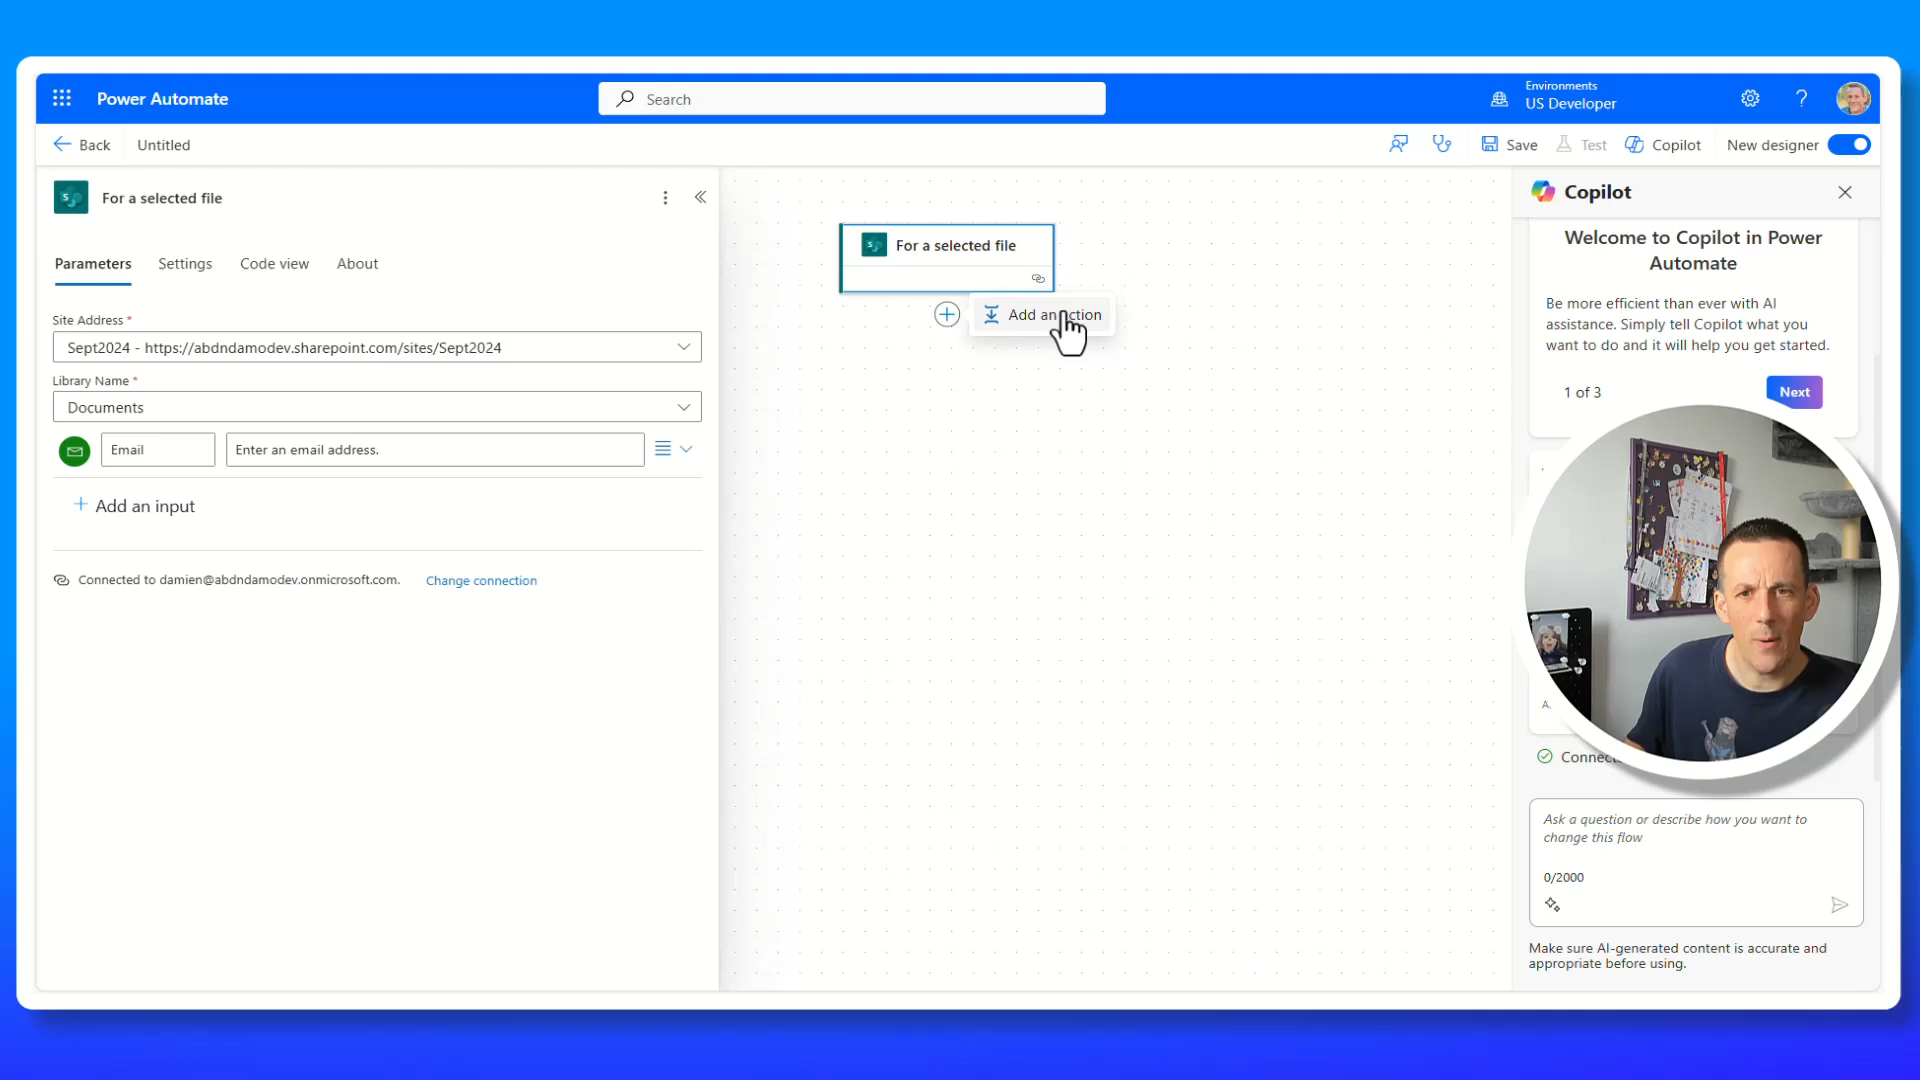 Power Automate
Search
Environments
US Developer
Back
Untitled
Save
Test
Copilot
New designer
For a selected file
Parameters
Settings
Code view
About
Site Address *
Sept2024 - https://abdndamodev.sharepoint.com/sites/Sept2024
Library Name *
Documents
Email
Enter an email address.
Add an input
Connected to damien@abdndamodev.onmicrosoft.com.
Change connection
For a selected file
Add an action
Copilot
Welcome to Copilot in Power
Automate
Be more efficient than ever with AI
assistance. Simply tell Copilot what you
want to do and it will help you get started.
1 of 3
Next
A.
Ask a question or describe how you want to
change this flow
0/2000
Make sure AI-generated content is accurate and
appropriate before using.